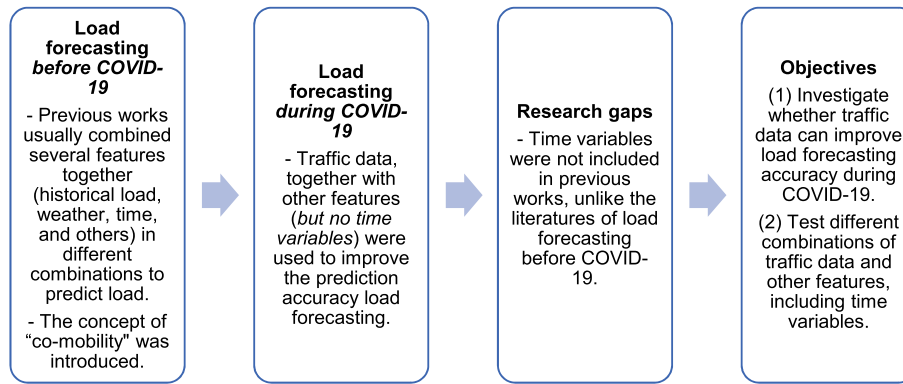 Load
forecasting
before COVID-
19
- Previous works
usually combined
several features
together
(historical load,
weather, time,
and others) in
different
combinations to
predict load.
- The concept of
“co-mobility" was
introduced.
Load
forecasting
during COVID-
19
- Traffic data,
together with
other features
(but no time
variables) were
used to improve
the prediction
accuracy load
forecasting.
Research gaps
- Time variables
were not included
in previous
works, unlike the
literatures of load
forecasting
before COVID-
19.
Objectives
(1) Investigate
whether traffic
data can improve
load forecasting
accuracy during
COVID-19.
(2) Test different
combinations of
traffic data and
other features,
including time
variables.